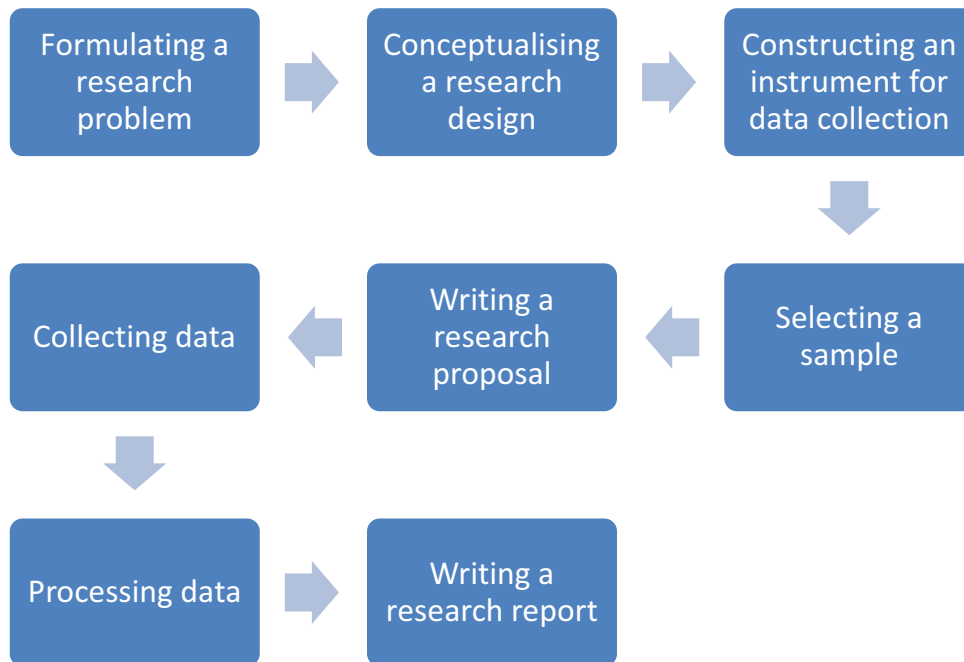 Formulating a
research
problem
Conceptualising
a research
design
Constructing an
instrument for
data collection
Selecting a
sample
Writing a
research
proposal
Collecting data
Processing data
Writing a
research report